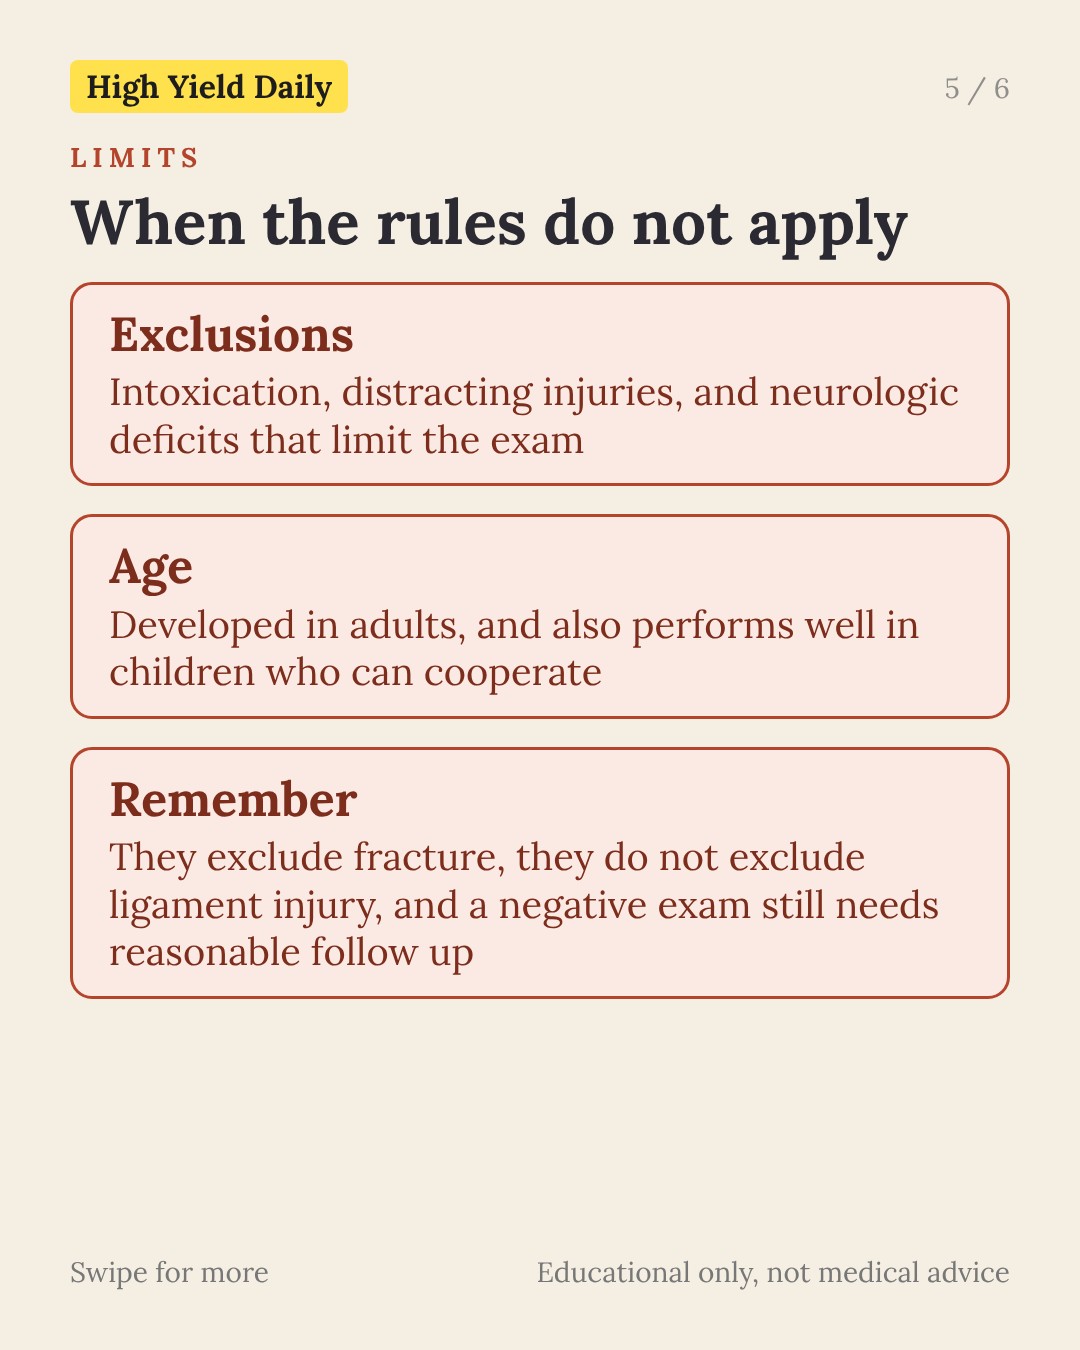 High Yield Daily
5 / 6
LIMITS
When the rules do not apply
Exclusions
Intoxication, distracting injuries, and neurologic
deficits that limit the exam
Age
Developed in adults, and also performs well in
children who can cooperate
Remember
They exclude fracture, they do not exclude
ligament injury, and a negative exam still needs
reasonable follow up
Swipe for more
Educational only, not medical advice